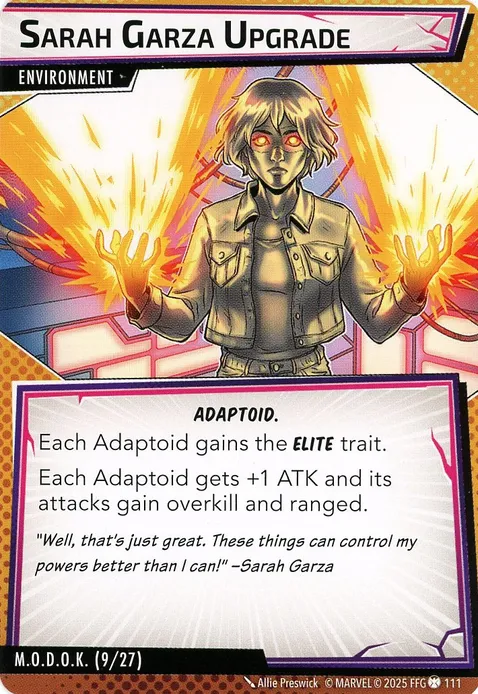 SARAH GARZA UPGRADE
ENVIRONMENT
ADAPTOID.
Each Adaptoid gains the ELITE trait.
Each Adaptoid gets +1 ATK and its
attacks gain overkill and ranged.
"Well, that's just great. These things can control my
powers better than I can!" –Sarah Garza
M.O.D.O.K. (9/27)
Allie Preswick © MARVEL © 2025 FFG 111